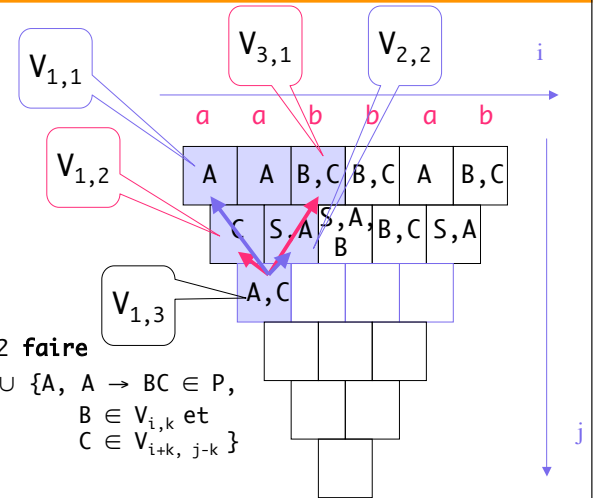 V1,1
V3,1
V2,2
i
a a b b a b
V1,2
A A B,C B,C A B,C
C S,A S,A,B B,C S,A
V1,3
A,C
2 faire
∪ {A, A → BC ∈ P,
B ∈ Vi,k et
C ∈ Vi+k, j-k }
j